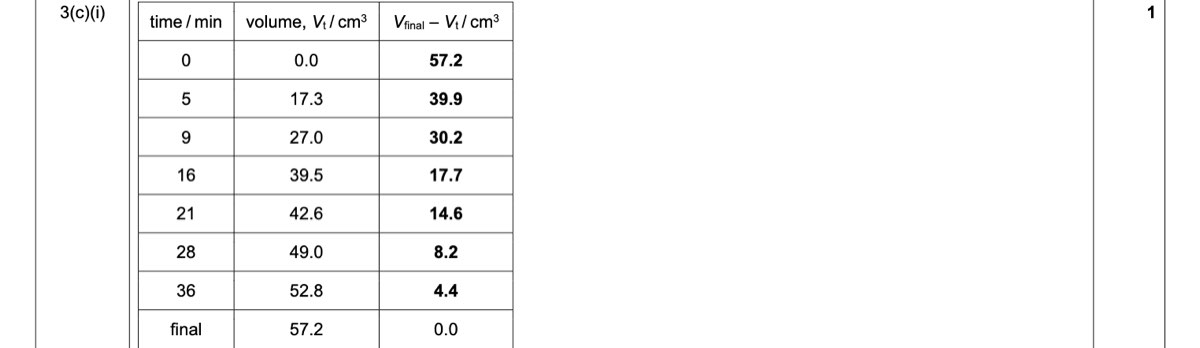 3(c)(i) 1
time / min volume, Vt / cm³ Vfinal – Vt / cm³
0 0.0 57.2
5 17.3 39.9
9 27.0 30.2
16 39.5 17.7
21 42.6 14.6
28 49.0 8.2
36 52.8 4.4
final 57.2 0.0